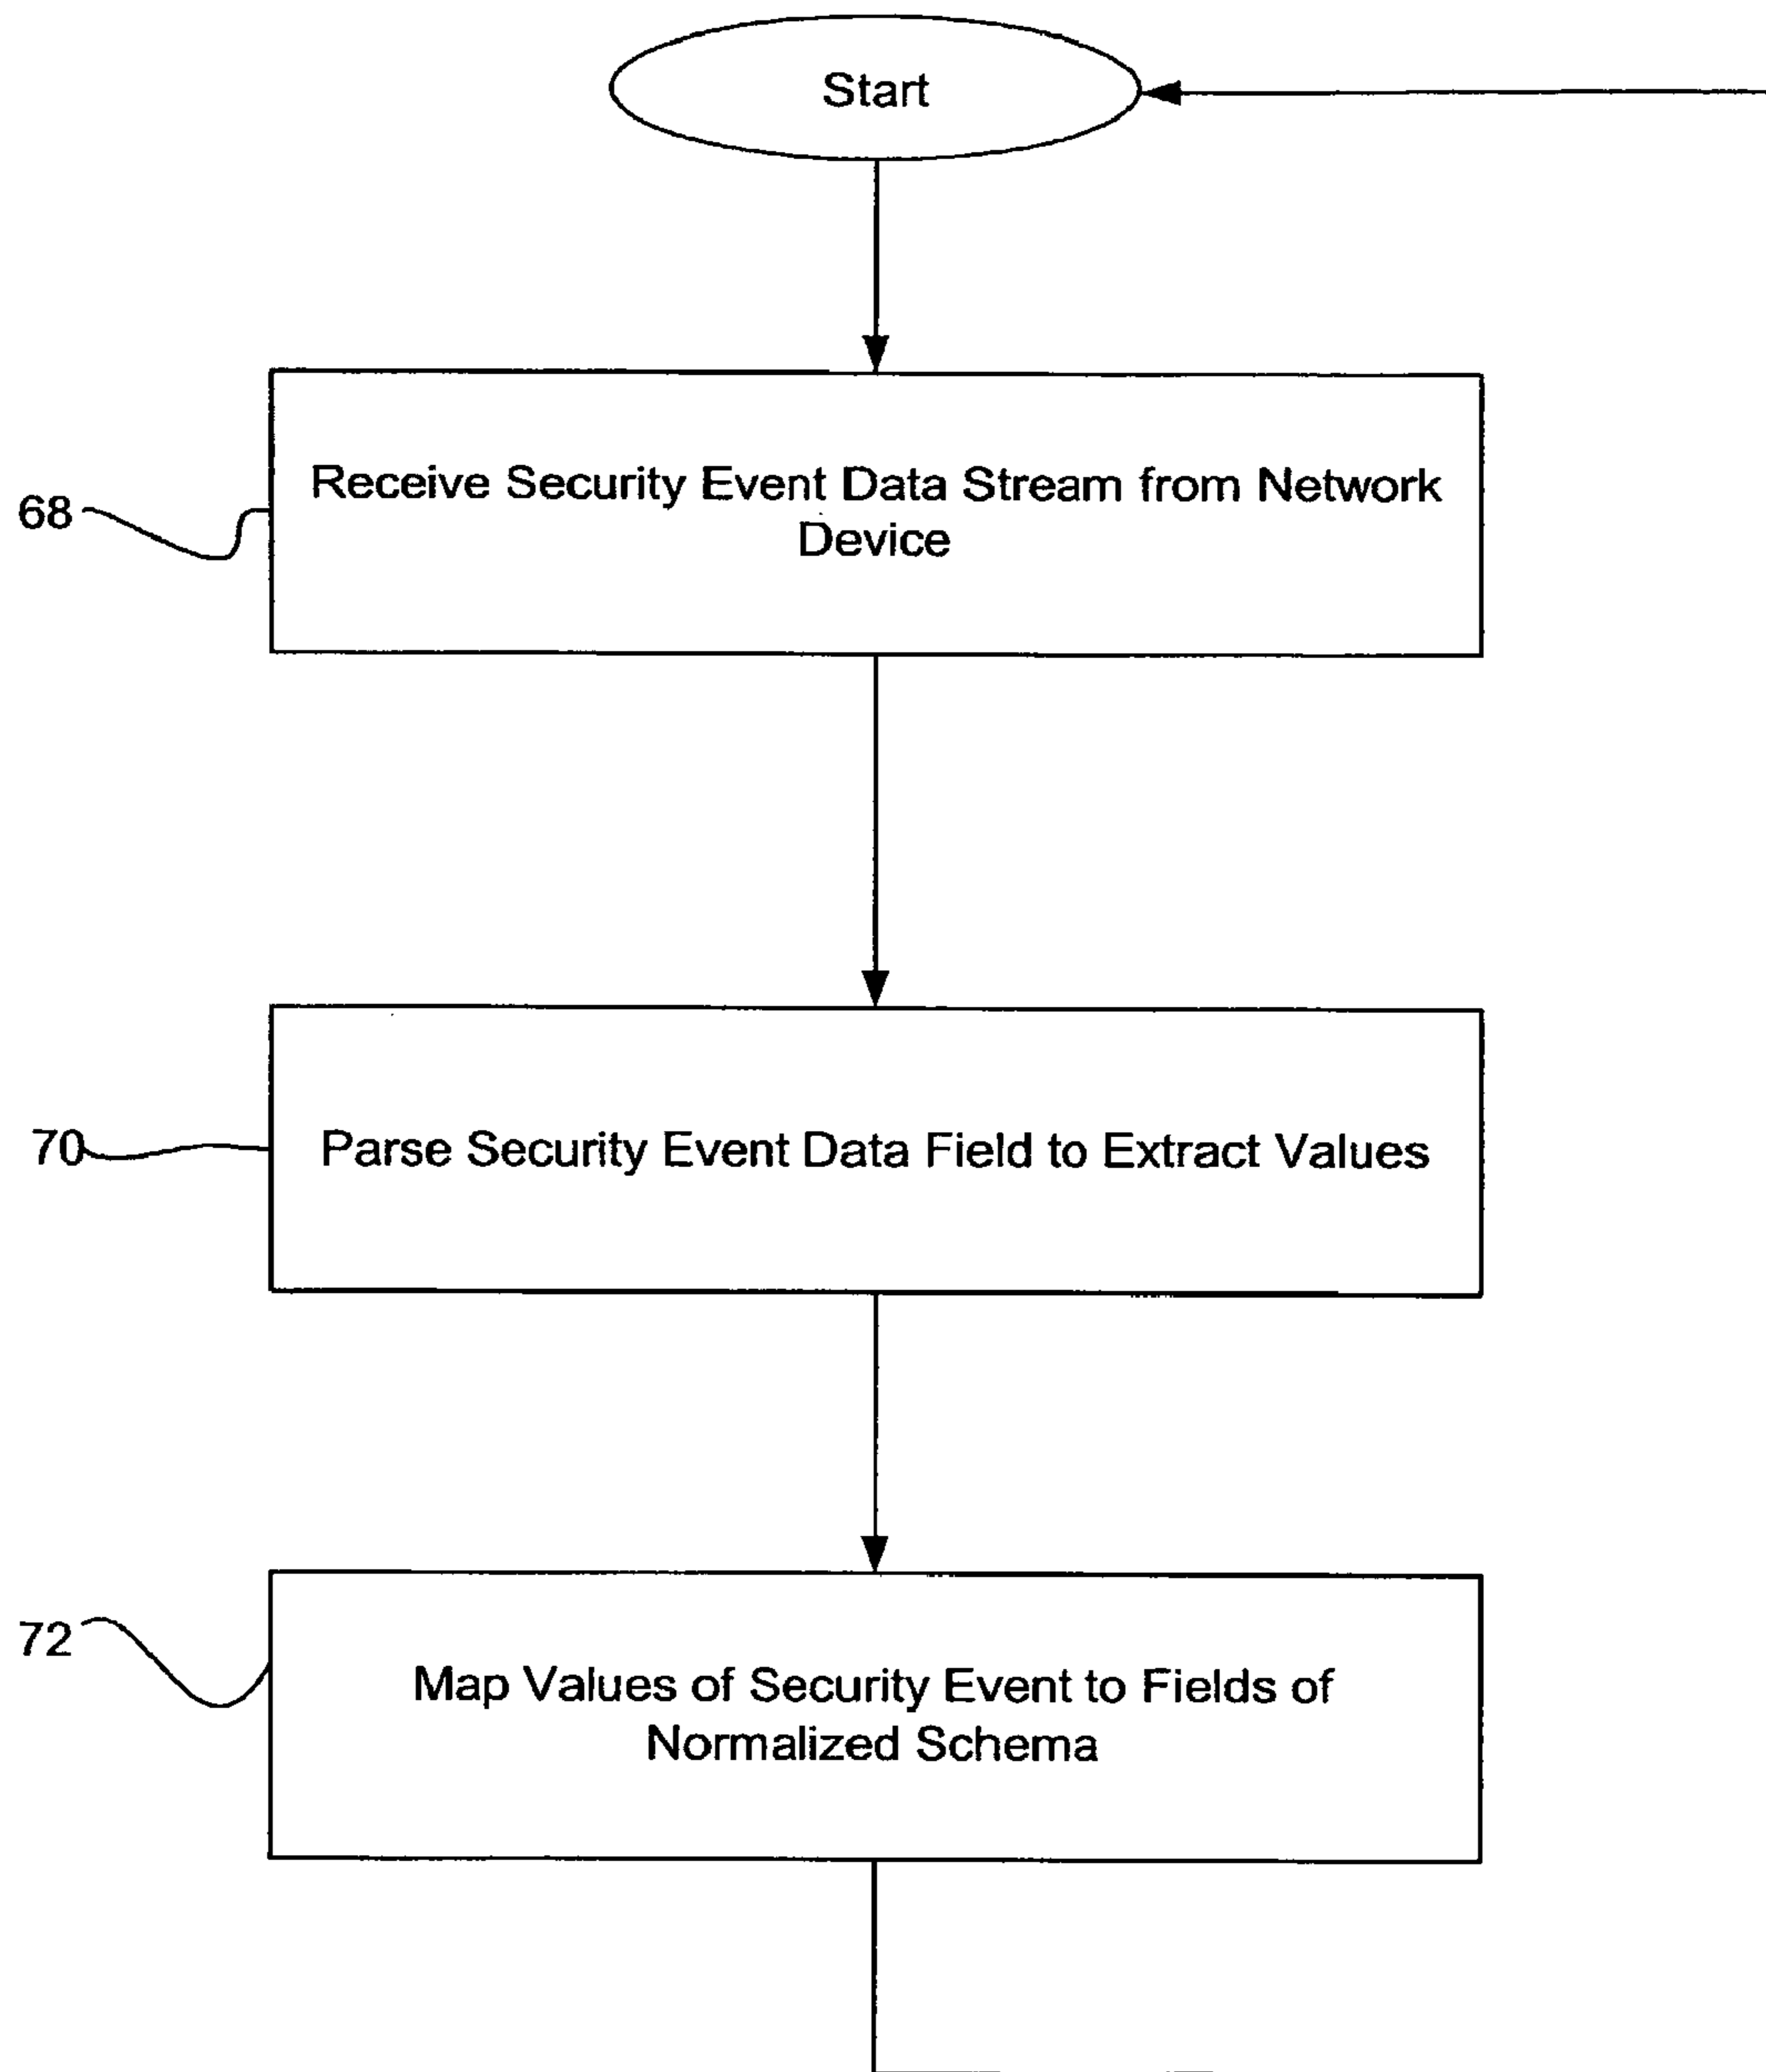 Start
68
Receive Security Event Data Stream from Network
Device
70
Parse Security Event Data Field to Extract Values
72
Map Values of Security Event to Fields of
Normalized Schema